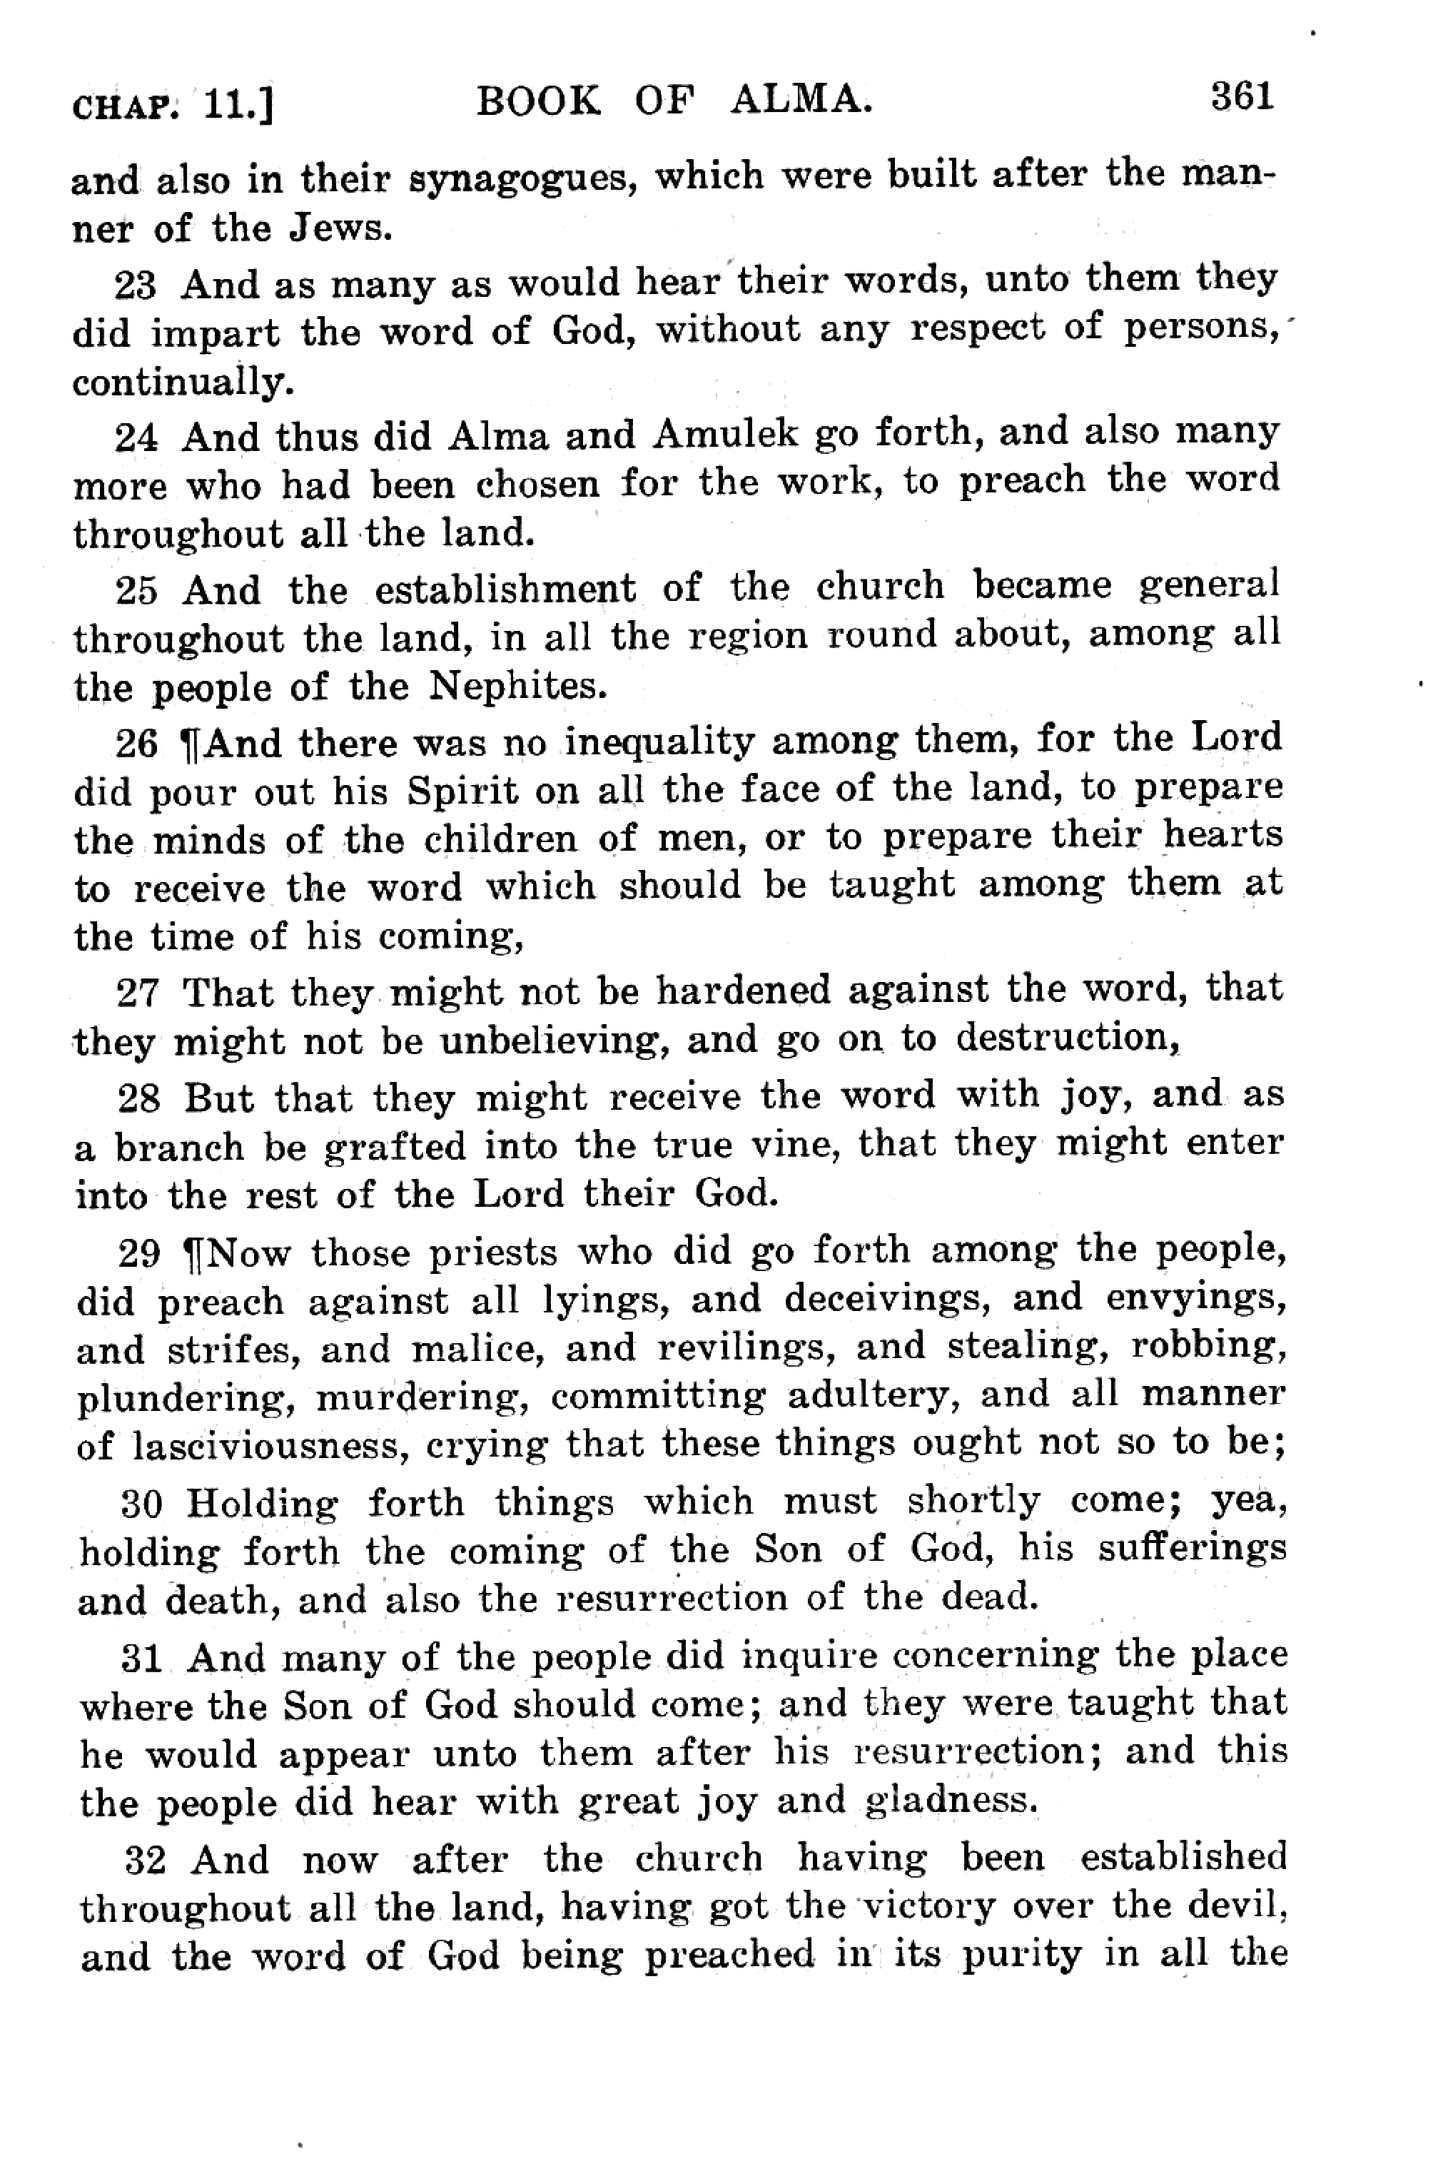 CHAP. 11.] BOOK OF ALMA. 361
and also in their synagogues, which were built after the man-
ner of the Jews.
23 And as many as would hear their words, unto them they
did impart the word of God, without any respect of persons,
continually.
24 And thus did Alma and Amulek go forth, and also many
more who had been chosen for the work, to preach the word
throughout all the land.
25 And the establishment of the church became general
throughout the land, in all the region round about, among all
the people of the Nephites.
26 ¶And there was no inequality among them, for the Lord
did pour out his Spirit on all the face of the land, to prepare
the minds of the children of men, or to prepare their hearts
to receive the word which should be taught among them at
the time of his coming,
27 That they might not be hardened against the word, that
they might not be unbelieving, and go on to destruction,
28 But that they might receive the word with joy, and as
a branch be grafted into the true vine, that they might enter
into the rest of the Lord their God.
29 ¶Now those priests who did go forth among the people,
did preach against all lyings, and deceivings, and envyings,
and strifes, and malice, and revilings, and stealing, robbing,
plundering, murdering, committing adultery, and all manner
of lasciviousness, crying that these things ought not so to be;
30 Holding forth things which must shortly come; yea,
holding forth the coming of the Son of God, his sufferings
and death, and also the resurrection of the dead.
31 And many of the people did inquire concerning the place
where the Son of God should come; and they were taught that
he would appear unto them after his resurrection; and this
the people did hear with great joy and gladness.
32 And now after the church having been established
throughout all the land, having got the victory over the devil,
and the word of God being preached in its purity in all the